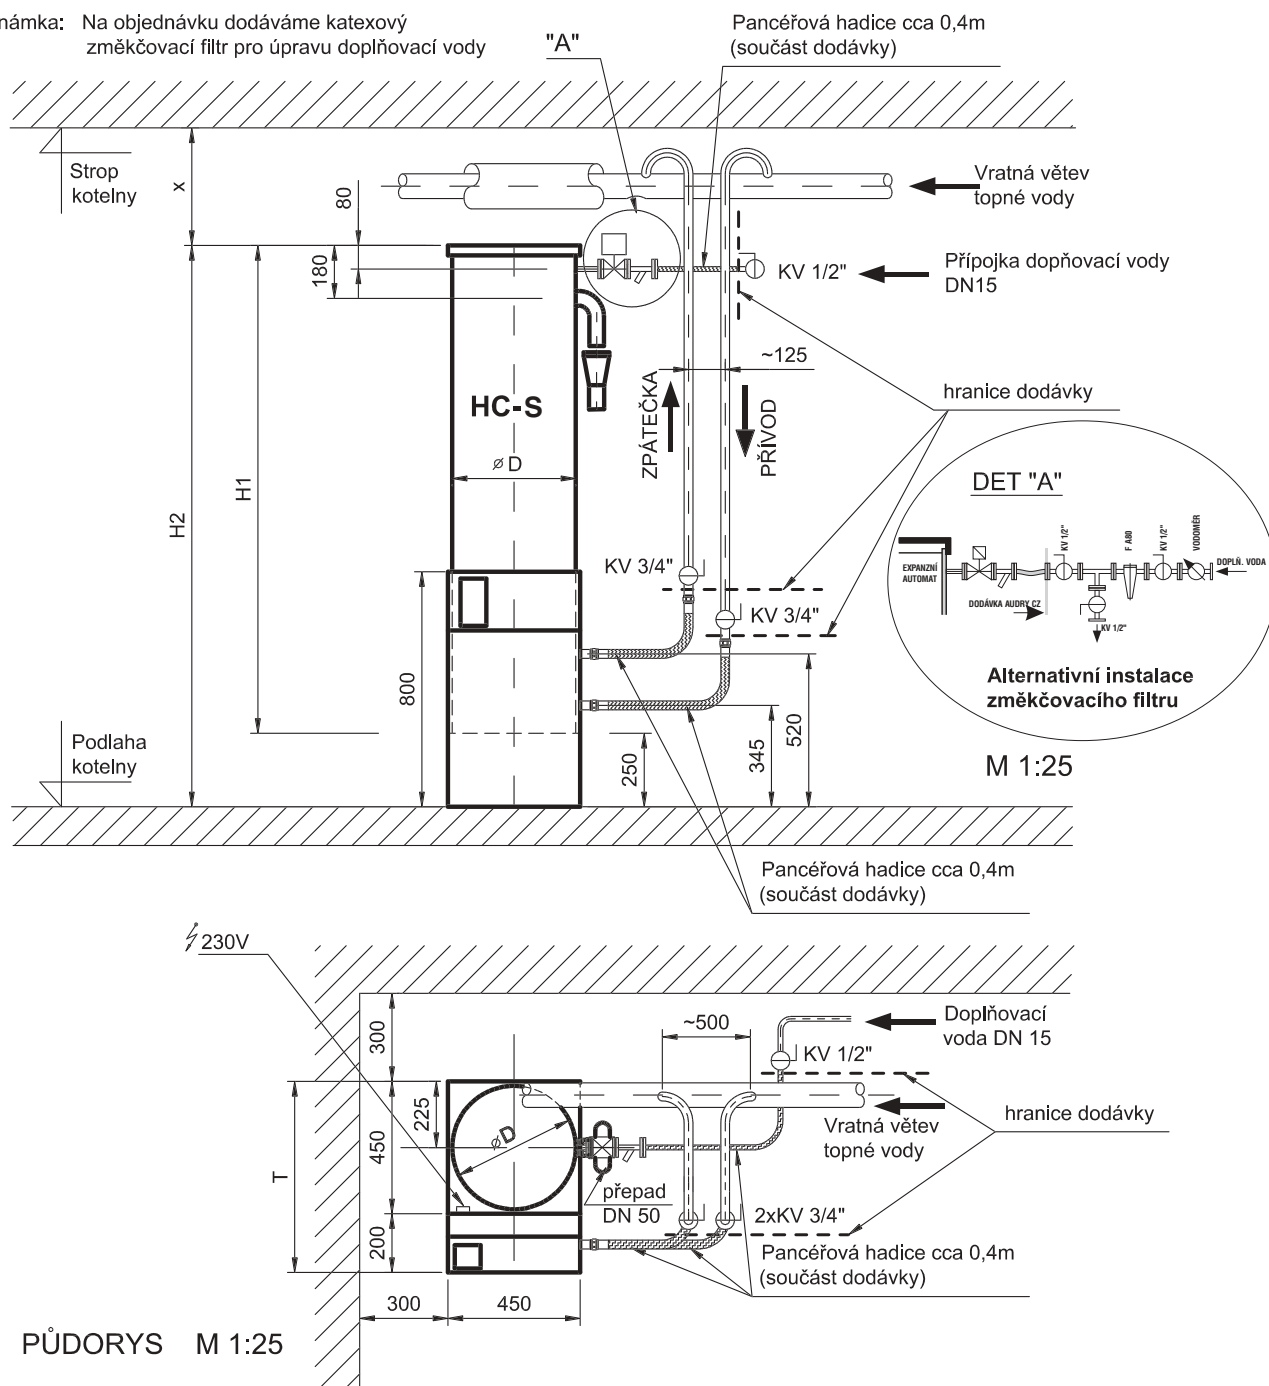 námka: Na objednávku dodáváme katexový
změkčovací filtr pro úpravu doplňovací vody
"A"
Pancéřová hadice cca 0,4m
(součást dodávky)
Strop
kotelny
x
80
180
Vratná větev
topné vody
KV 1/2"
Přípojka dopňovací vody
DN15
~125
hranice dodávky
HC-S
ZPÁTEČKA
PŘÍVOD
⌀ D
H1
H2
DET "A"
KV 1/2"
F A80
KV 1/2"
VODOMĚR
EXPANZNÍ
AUTOMAT
DOPLŇ. VODA
DODÁVKA AUDRY CZ
KV 1/2"
KV 3/4"
KV 3/4"
Alternativní instalace
změkčovacího filtru
M 1:25
800
520
345
250
Podlaha
kotelny
Pancéřová hadice cca 0,4m
(součást dodávky)
230V
300
~500
Doplňovací
voda DN 15
KV 1/2"
225
450
T
⌀D
Vratná větev
topné vody
hranice dodávky
přepad
DN 50
2xKV 3/4"
200
Pancéřová hadice cca 0,4m
(součást dodávky)
300
450
PŮDORYS M 1:25